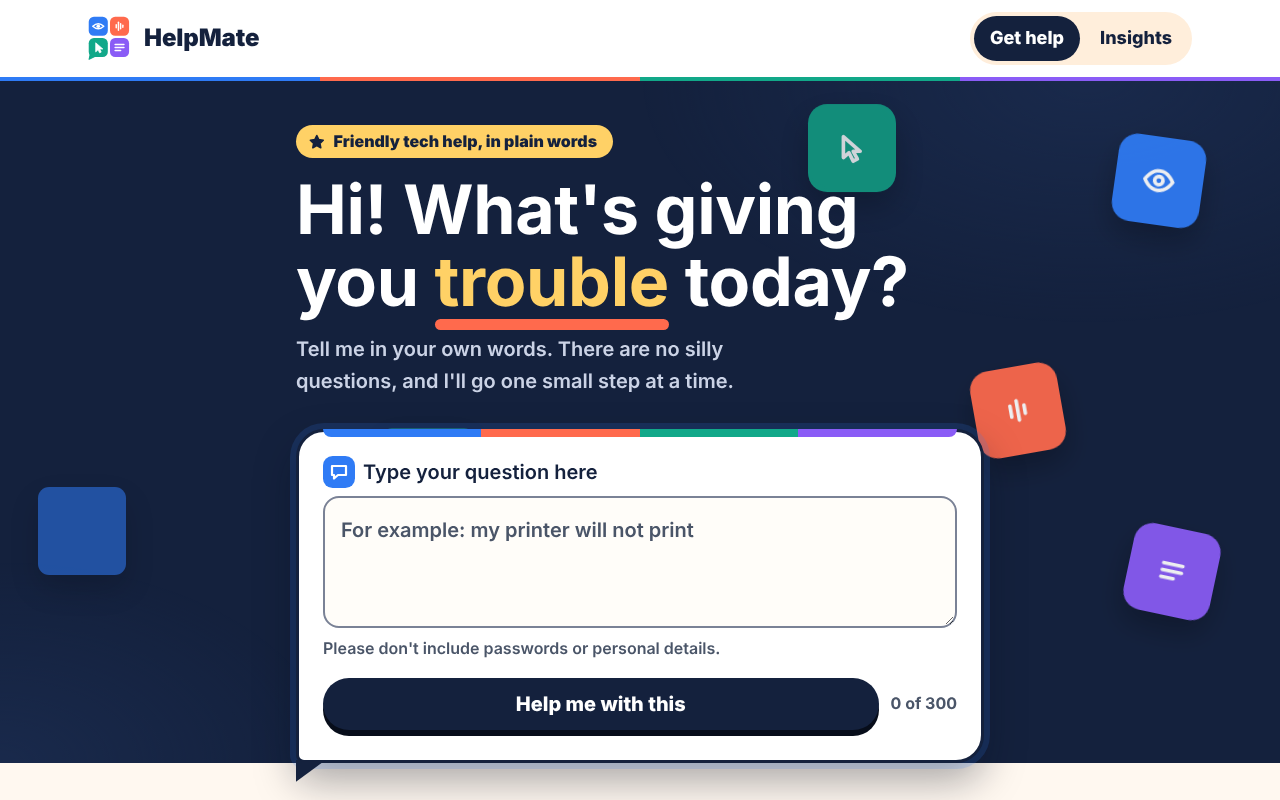 HelpMate
Get help
Insights
Friendly tech help, in plain words
Hi! What's giving
you trouble today?
Tell me in your own words. There are no silly
questions, and I'll go one small step at a time.
Type your question here
For example: my printer will not print
Please don't include passwords or personal details.
Help me with this
0 of 300